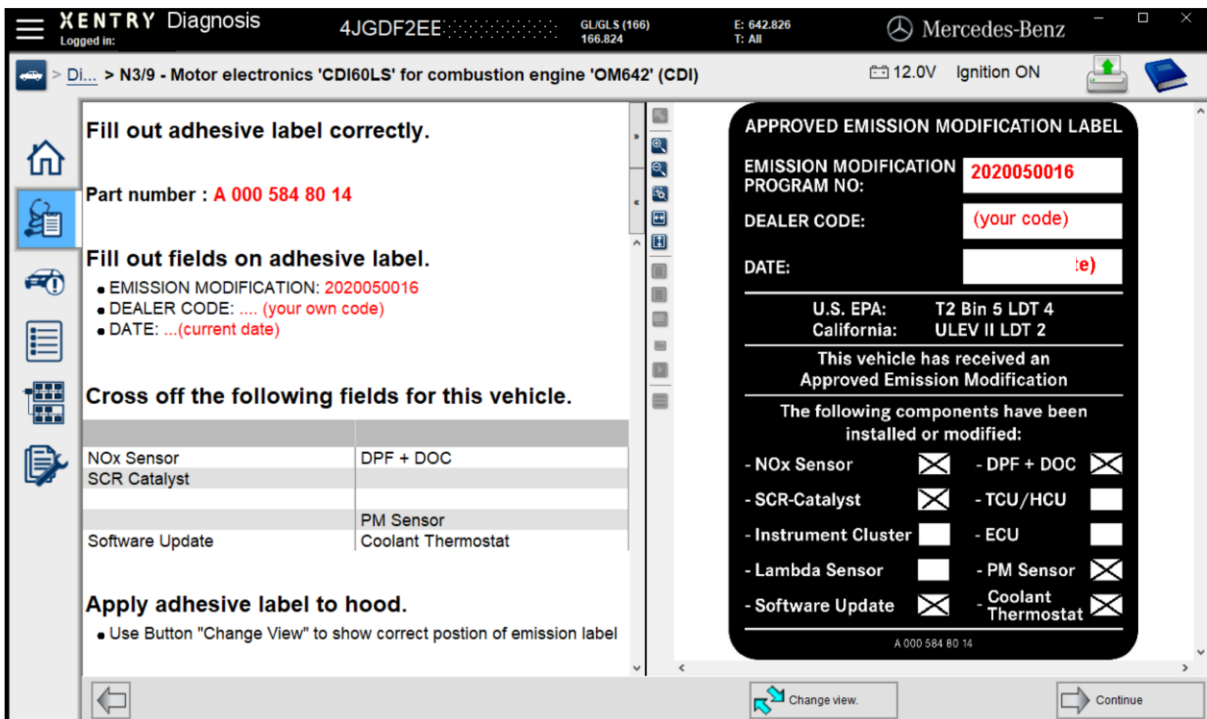 XENTRY Diagnosis
Logged in:
4JGDF2EE
GL/GLS (166)
166.824
E: 642.826
T: All
Mercedes-Benz
> Di... > N3/9 - Motor electronics 'CDI60LS' for combustion engine 'OM642' (CDI)
12.0V Ignition ON
Fill out adhesive label correctly.
Part number : A 000 584 80 14
Fill out fields on adhesive label.
• EMISSION MODIFICATION: 2020050016
• DEALER CODE: .... (your own code)
• DATE: ...(current date)
Cross off the following fields for this vehicle.
NOx Sensor DPF + DOC
SCR Catalyst
PM Sensor
Software Update Coolant Thermostat
Apply adhesive label to hood.
• Use Button "Change View" to show correct postion of emission label
APPROVED EMISSION MODIFICATION LABEL
EMISSION MODIFICATION
PROGRAM NO:
2020050016
DEALER CODE: (your code)
DATE: te)
U.S. EPA: T2 Bin 5 LDT 4
California: ULEV II LDT 2
This vehicle has received an
Approved Emission Modification
The following components have been
installed or modified:
- NOx Sensor - DPF + DOC
- SCR-Catalyst - TCU/HCU
- Instrument Cluster - ECU
- Lambda Sensor - PM Sensor
- Software Update - Coolant
Thermostat
A 000 584 80 14
Change view.
Continue